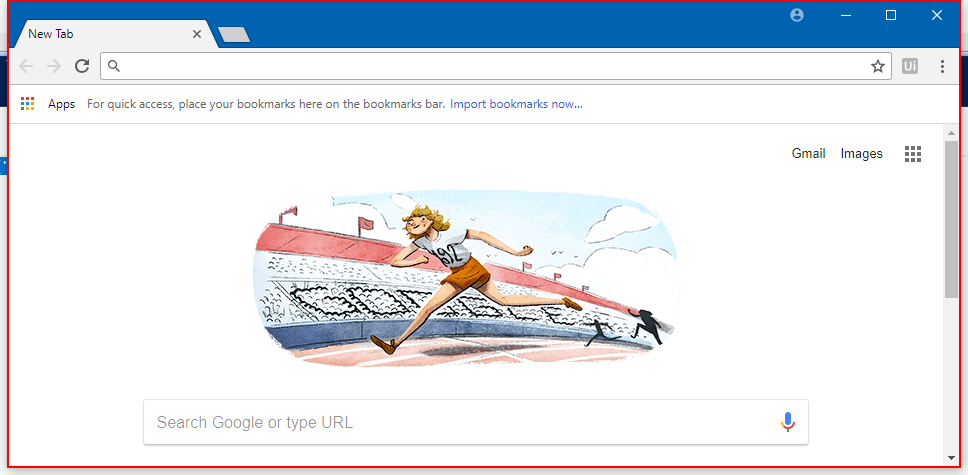 New Tab
Ui
Apps For quick access, place your bookmarks here on the bookmarks bar. Import bookmarks now...
Gmail Images
692
Search Google or type URL